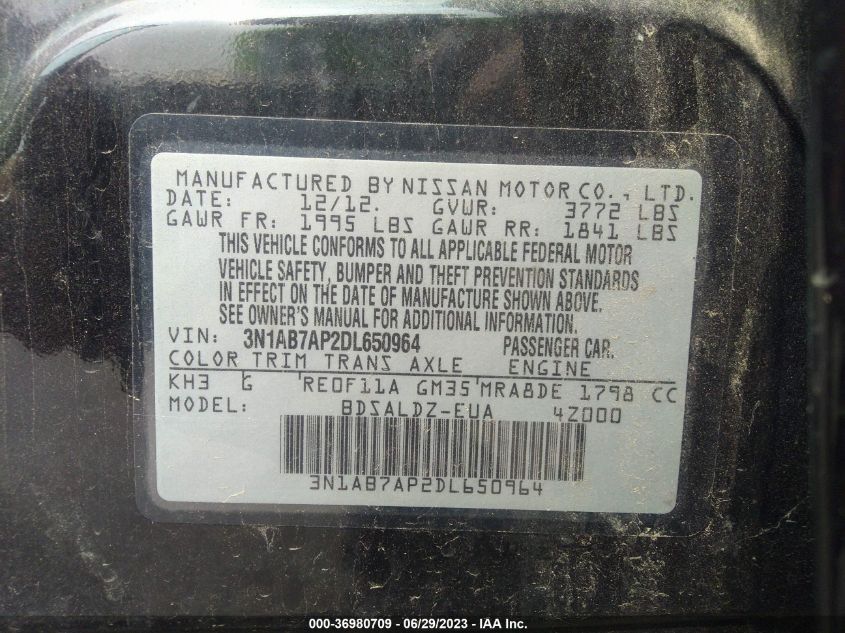 MANUFACTURED BY NISSAN MOTOR CO., LTD.
DATE: 12/12. GVWR: 3772 LBS
GAWR FR: 1995 LBS GAWR RR: 1841 LBS
THIS VEHICLE CONFORMS TO ALL APPLICABLE FEDERAL MOTOR
VEHICLE SAFETY, BUMPER AND THEFT PREVENTION STANDARDS
IN EFFECT ON THE DATE OF MANUFACTURE SHOWN ABOVE.
SEE OWNER'S MANUAL FOR ADDITIONAL INFORMATION.
VIN: 3N1AB7AP2DL650964 PASSENGER CAR.
COLOR TRIM TRANS AXLE ENGINE
KH3 G RE0F11A GM35 MRA8DE 1798 CC
MODEL: BDSALDZ-EUA 4Z000
3N1AB7AP2DL650964
000-36980709 - 06/29/2023 - IAA Inc.